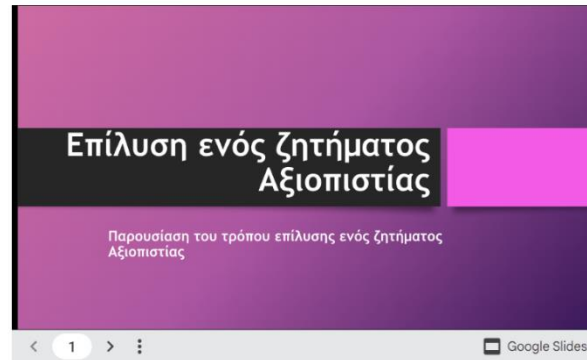 Επίλυση ενός ζητήματος
Αξιοπιστίας
Παρουσίαση του τρόπου επίλυσης ενός ζητήματος
Αξιοπιστίας
1
Google Slides